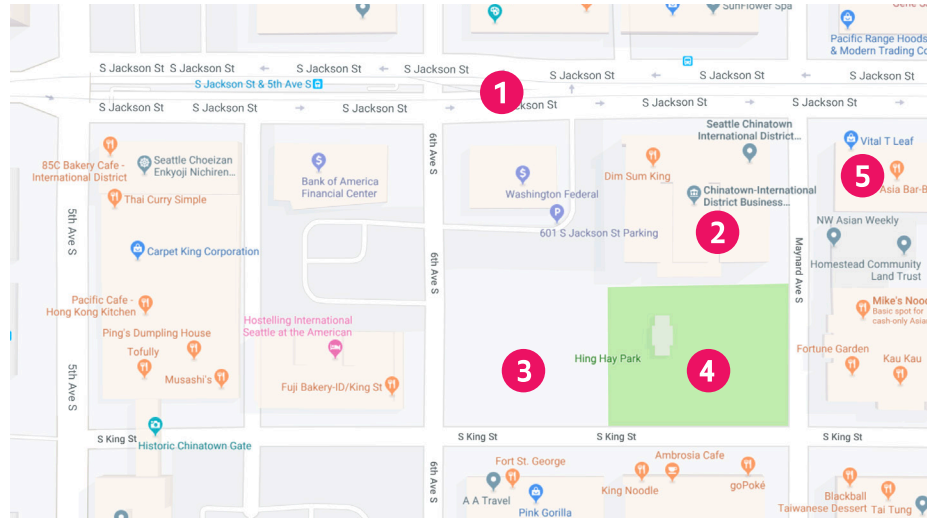 SunFlower Spa
Pacific Range Hoods
& Modern Trading Co
S Jackson St S Jackson St
S Jackson St
S Jackson St
S Jackson St
S Jackson St
S Jackson St
S Jackson St & 5th Ave S
1
S Jackson St
S Jackson St
S Jackson St
ckson St
S Jackson St
S Jackson St
85C Bakery Cafe -
International District
Seattle Choeizan
Enkyoji Nichiren...
Thai Curry Simple
Bank of America
Financial Center
6th Ave S
Washington Federal
601 S Jackson St Parking
Dim Sum King
Seattle Chinatown
International District...
Chinatown-International
District Business...
2
Vital T Leaf
5
Asia Bar-B
5th Ave S
Carpet King Corporation
6th Ave S
Maynard Ave S
NW Asian Weekly
Homestead Community
Land Trust
Pacific Cafe -
Hong Kong Kitchen
Ping's Dumpling House
Tofully
Musashi's
Hostelling International
Seattle at the American
Fuji Bakery-ID/King St
3
Hing Hay Park
4
Mike's Nood
Basic spot for
cash-only Asia
Fortune Garden
Kau Kau
5th Ave S
S King St
Historic Chinatown Gate
S King St
S King St
S King St
6th Ave S
Fort St. George
A A Travel
Pink Gorilla
King Noodle
Ambrosia Cafe
goPoké
Blackball
Taiwanese Dessert
Tai Tung